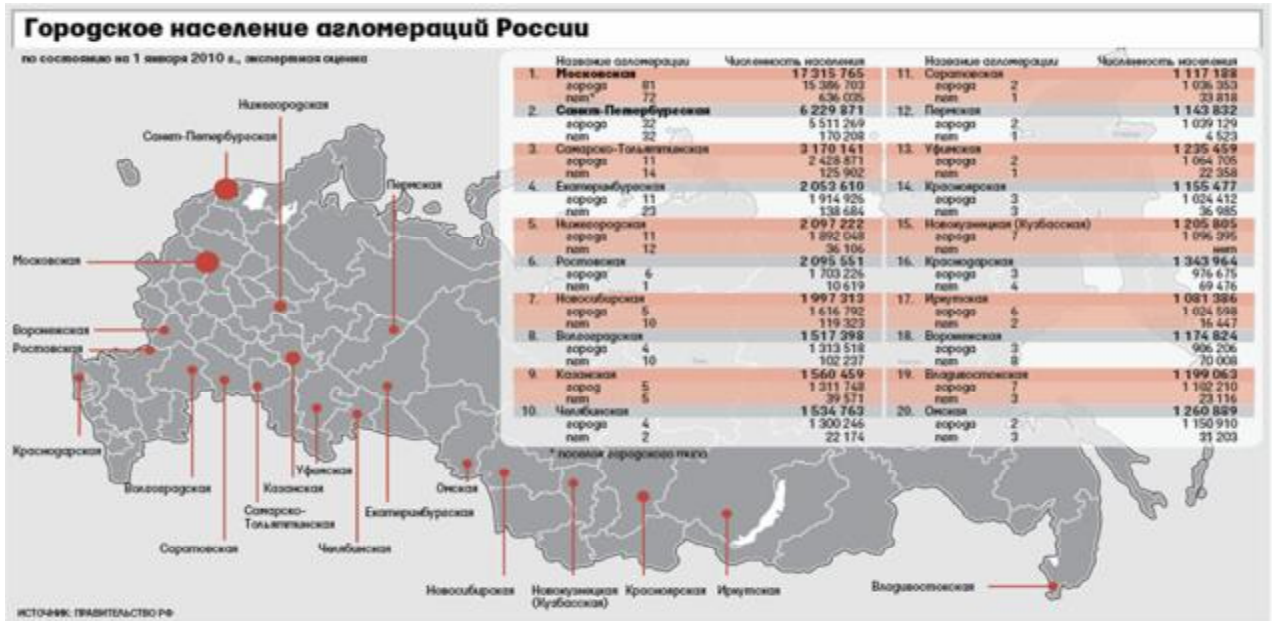 Городское население агломераций России
по состоянию на 1 января 2010 г., экспертная оценка
Название агломерации Численность населения
1. Московская 17 315 765
города 81 15 386 703
пгт* 72 636 035
2. Санкт-Петербургская 6 229 871
города 32 5 511 269
пгт 32 170 208
3. Самарско-Тольяттинская 3 170 141
города 11 2 428 871
пгт 14 125 902
4. Екатеринбургская 2 053 610
города 11 1 914 926
пгт 23 138 684
5. Нижегородская 2 097 222
города 11 1 892 048
пгт 12 36 106
6. Ростовская 2 095 551
города 6 1 703 226
пгт 1 10 619
7. Новосибирская 1 997 313
города 5 1 616 792
пгт 10 119 323
8. Волгоградская 1 517 398
города 4 1 313 518
пгт 10 102 237
9. Казанская 1 560 459
город 5 1 311 748
пгт 5 39 571
10. Челябинская 1 534 763
города 4 1 300 246
пгт 2 22 174
* поселок городского типа
Название агломерации Численность населения
11. Саратовская 1 117 188
города 2 1 036 353
пгт 1 33 818
12. Пермская 1 143 832
города 2 1 039 129
пгт 1 4 523
13. Уфимская 1 235 459
города 2 1 064 705
пгт 1 22 358
14. Красноярская 1 155 477
города 3 1 024 412
пгт 3 36 985
15. Новокузнецкая (Кузбасская) 1 205 805
города 7 1 096 395
пгт
16. Краснодарская 1 343 964
города 3 976 675
пгт 4 69 476
17. Иркутская 1 081 386
города 6 1 024 598
пгт 2 16 447
18. Воронежская 1 174 824
города 3 906 206
пгт 8 70 008
19. Владивостокская 1 199 063
города 7 1 102 210
пгт 3 23 116
20. Омская 1 260 889
города 2 1 150 910
пгт 3 31 203
Нижегородская
Санкт-Петербургская
Пермская
Московская
Воронежская
Ростовская
Краснодарская
Волгоградская
Саратовская
Самарско-
Тольяттинская
Казанская
Уфимская
Челябинская
Екатеринбургская
Омская
Новосибирская
Новокузнецкая
(Кузбасская)
Красноярская
Иркутская
Владивостокская
ИСТОЧНИК: ПРАВИТЕЛЬСТВО РФ